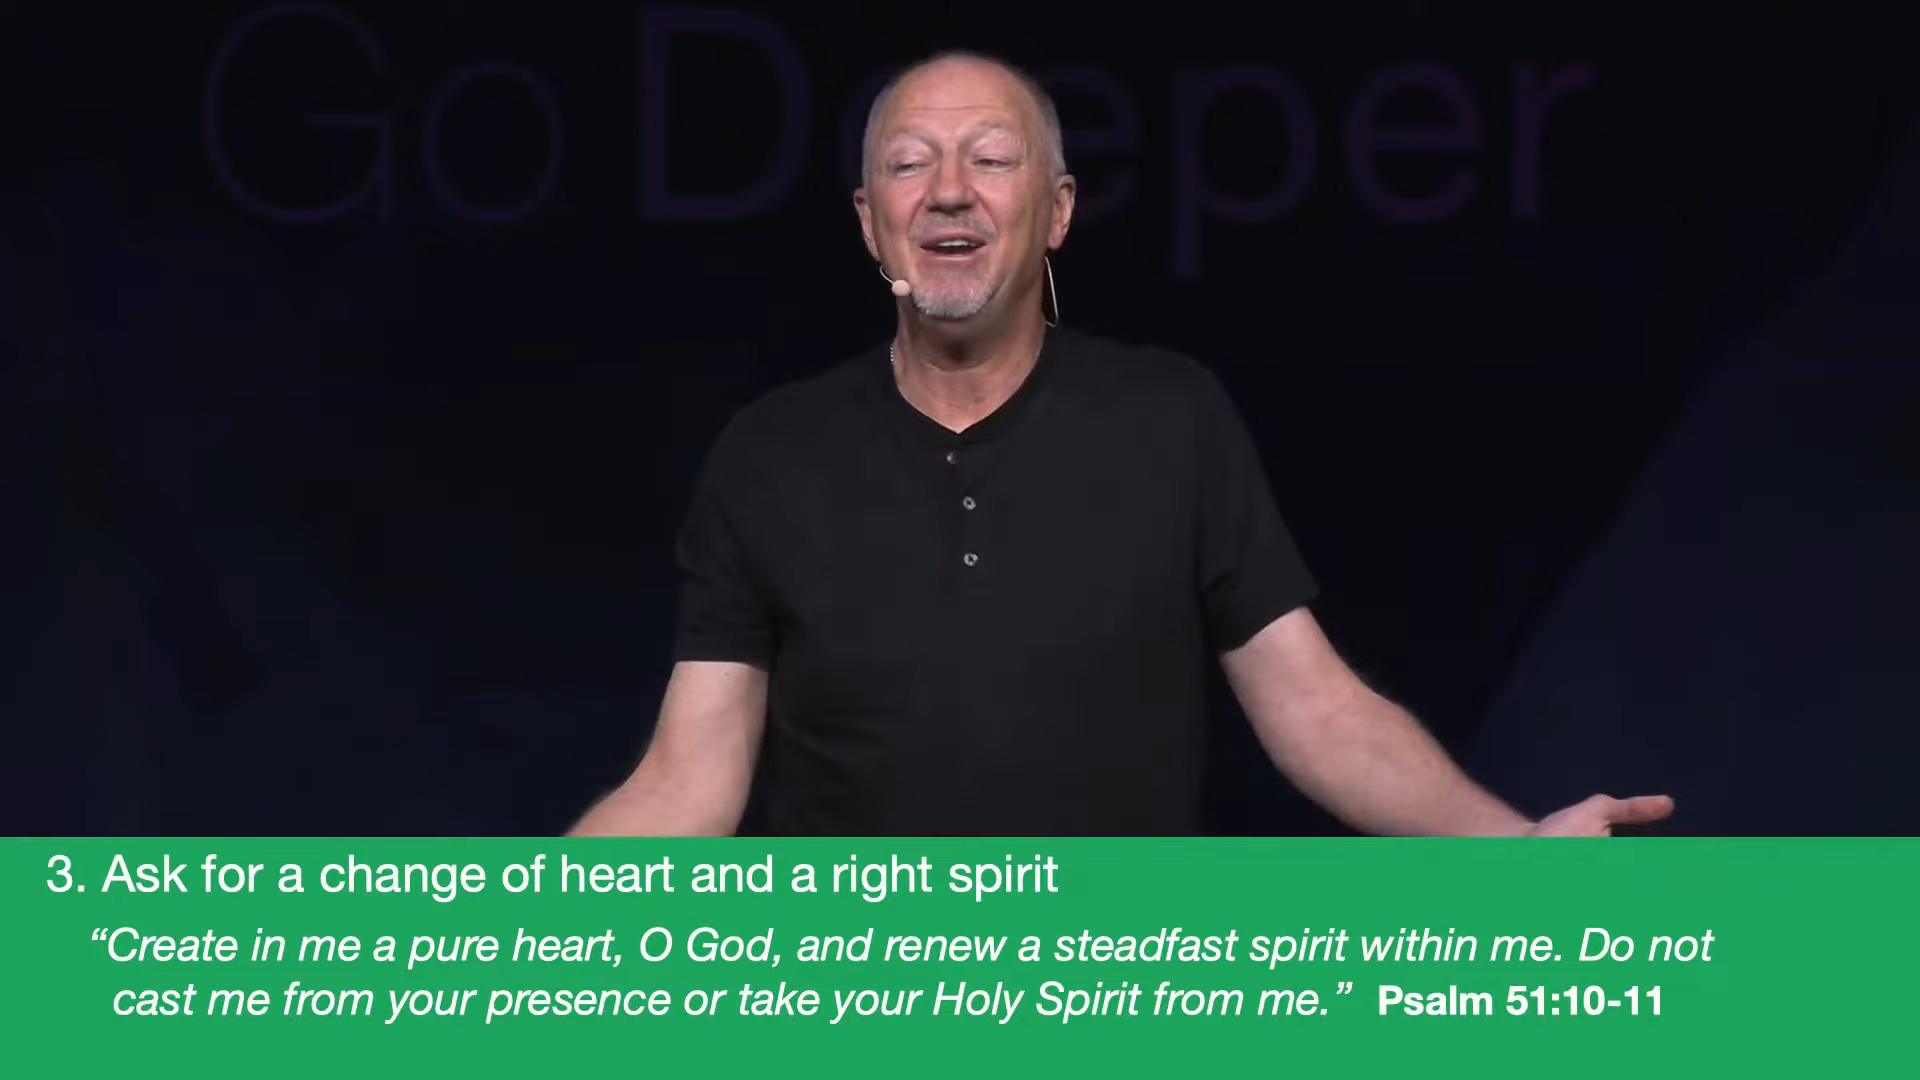 Go Deeper
3. Ask for a change of heart and a right spirit
“Create in me a pure heart, O God, and renew a steadfast spirit within me. Do not
cast me from your presence or take your Holy Spirit from me.” Psalm 51:10-11